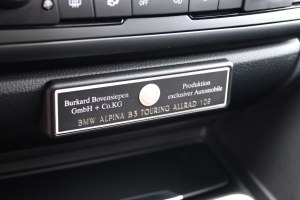 Burkard Bovensiepen
GmbH + Co.KG
Produktion
exclusiver Automobile
BMW ALPINA B3 TOURING ALLRAD 108